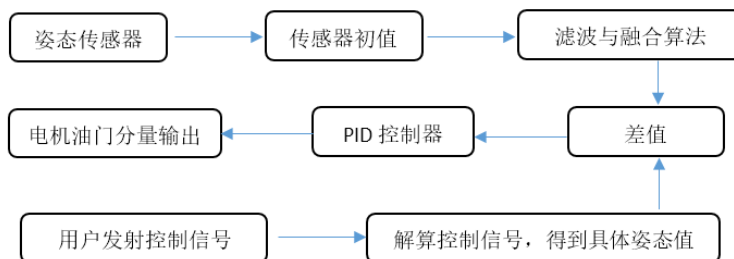 姿态传感器
传感器初值
滤波与融合算法
电机油门分量输出
PID 控制器
差值
用户发射控制信号
解算控制信号，得到具体姿态值